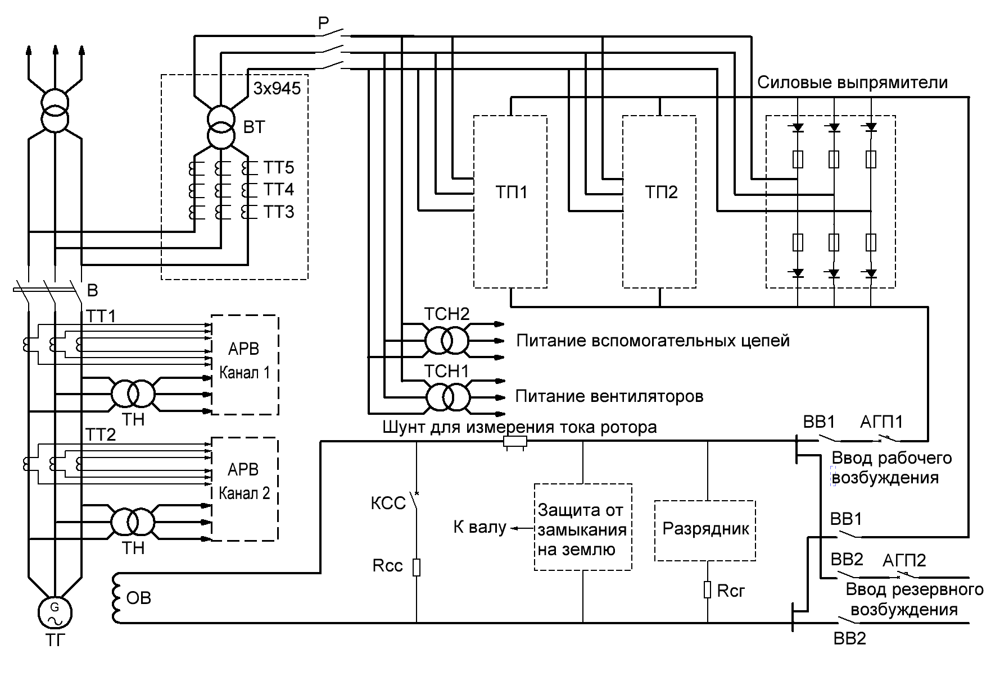 Р
3х945
Силовые выпрямители
ВТ
ТТ5
ТТ4
ТТ3
ТП1
ТП2
В
ТТ1
АРВ
Канал 1
ТН
ТСН2
Питание вспомогательных цепей
ТСН1
Питание вентиляторов
Шунт для измерения тока ротора
ВВ1
АГП1
Ввод рабочего
возбуждения
ТТ2
АРВ
Канал 2
ТН
КСС
К валу
Защита от
замыкания
на землю
Разрядник
ВВ1
ВВ2
АГП2
Ввод резервного
возбуждения
Rсс
Rсг
ОВ
G
ТГ
ВВ2